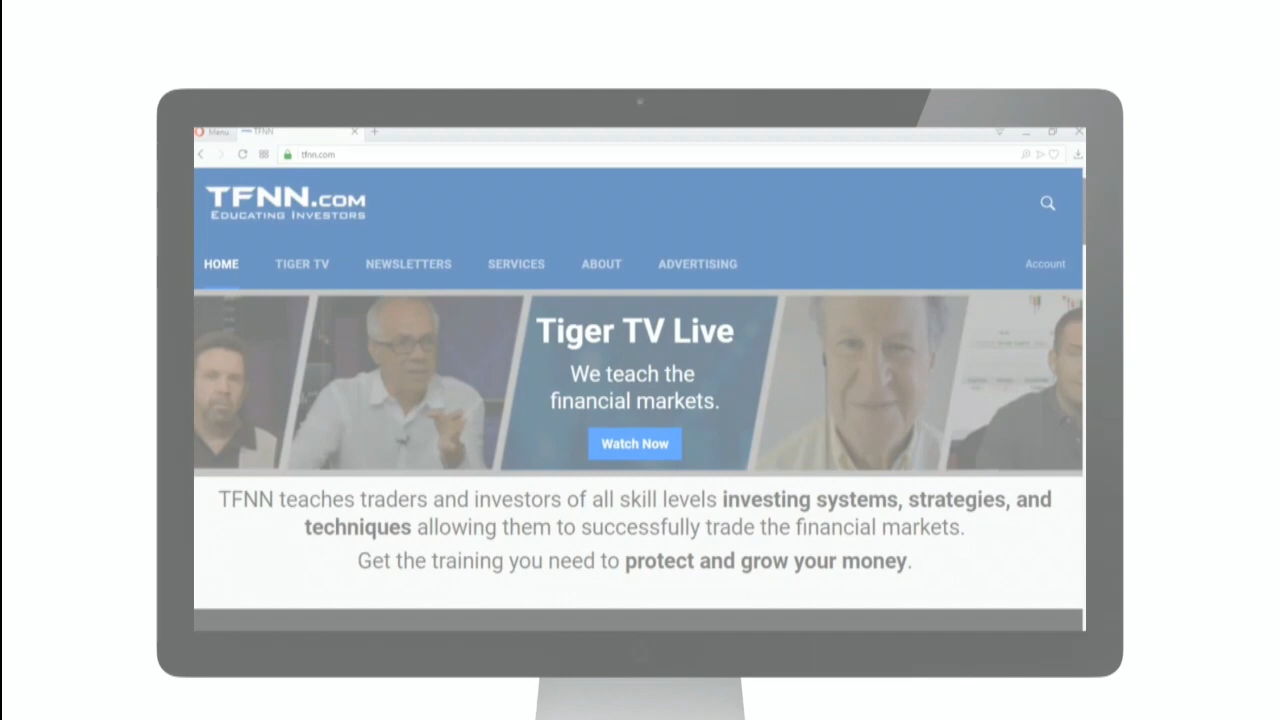 Menu
TFNN
tfnn.com
TFNN.COM
EDUCATING INVESTORS
HOME TIGER TV NEWSLETTERS SERVICES ABOUT ADVERTISING Account
Tiger TV Live
We teach the
financial markets.
Watch Now
TFNN teaches traders and investors of all skill levels investing systems, strategies, and
techniques allowing them to successfully trade the financial markets.
Get the training you need to protect and grow your money.